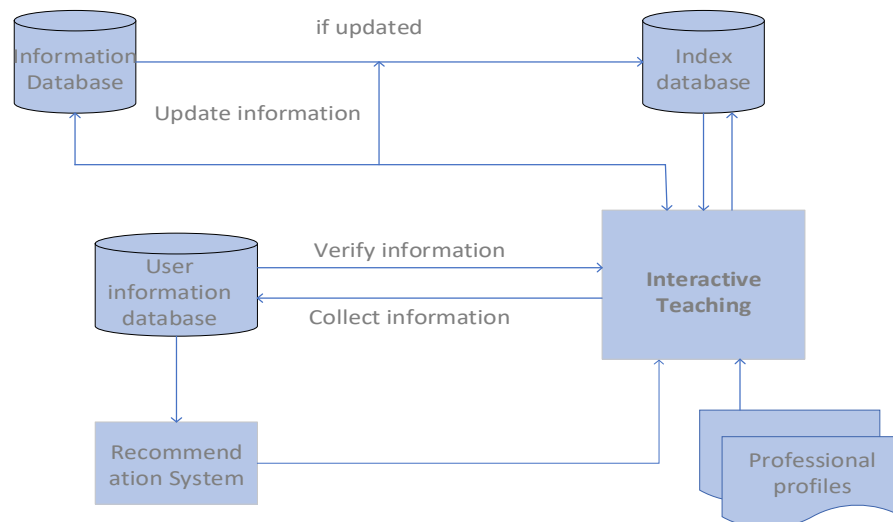 if updated
Information
Database
Index
database
Update information
User
information
database
Verify information
Interactive
Teaching
Collect information
Recommend
ation System
Professional
profiles